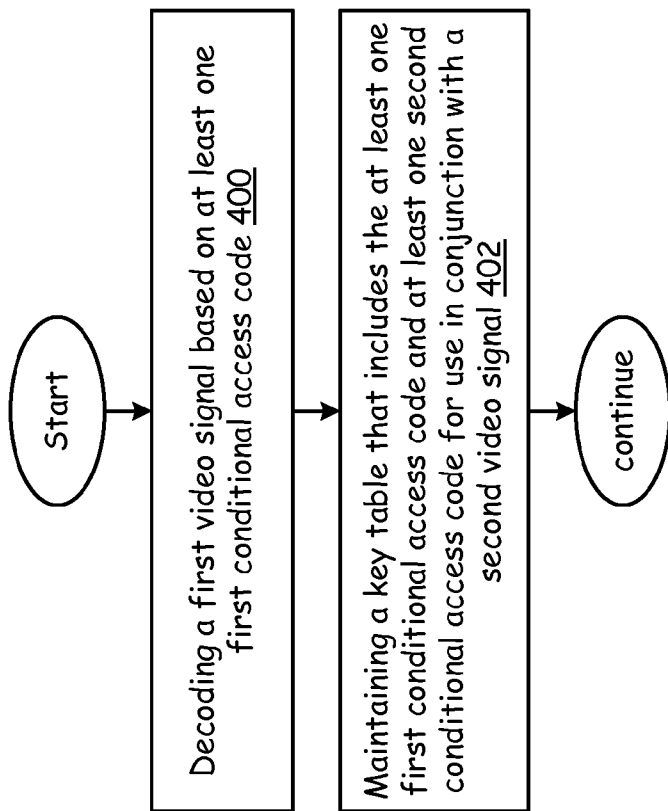 Start
Decoding a first video signal based on at least one
first conditional access code 400
Maintaining a key table that includes the at least one
first conditional access code and at least one second
conditional access code for use in conjunction with a
second video signal 402
continue